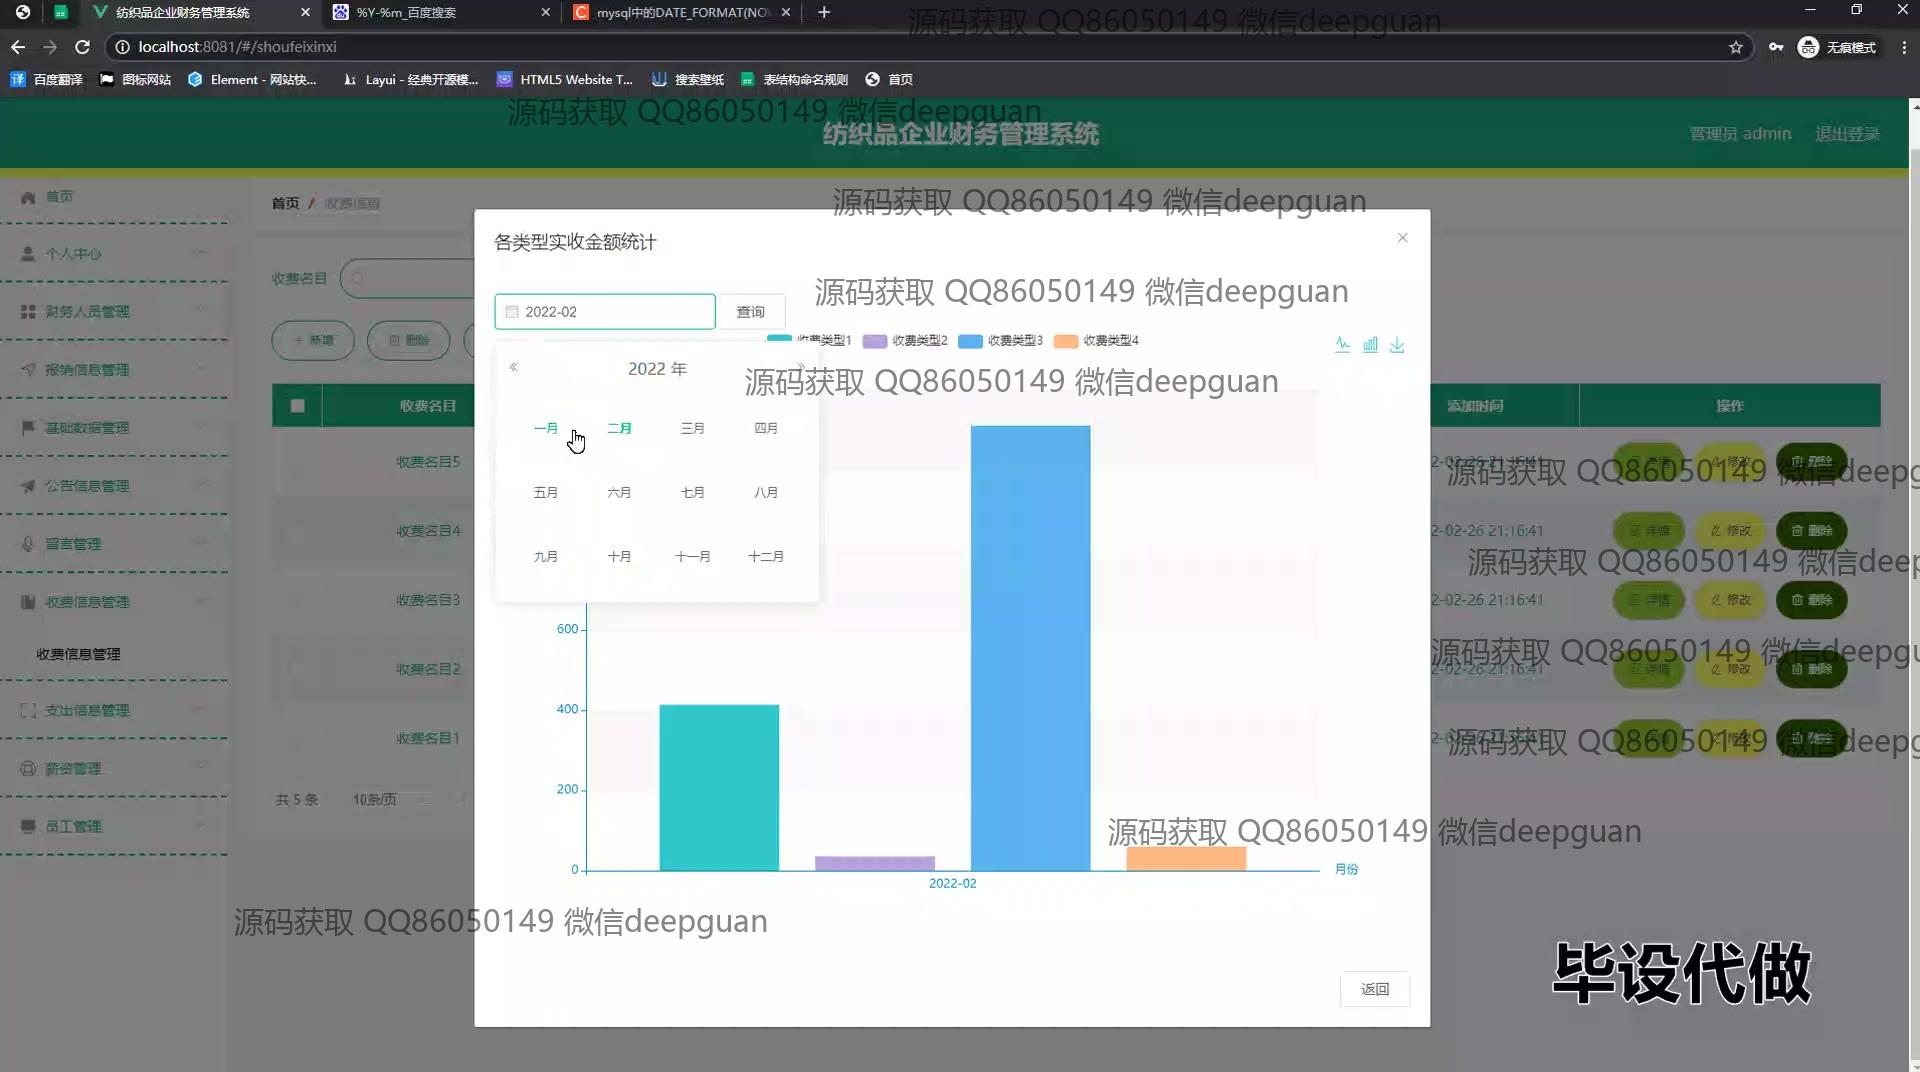 纺织品企业财务管理系统
%Y-%m_百度搜索
mysql中的DATE_FORMAT(NO
源码获取 QQ86050149 微信deepguan
localhost:8081/#/shoufeixinxi
无痕模式
百度翻译
图标网站
Element - 网站快...
Layui - 经典开源模...
HTML5 Website T...
搜索壁纸
表结构命名规则
首页
源码获取 QQ86050149 微信deepguan
纺织品企业财务管理系统
管理员 admin
退出登录
首页
首页 / 收费信息
源码获取 QQ86050149 微信deepguan
各类型实收金额统计
个人中心
收费名目
源码获取 QQ86050149 微信deepguan
2022-02
查询
财务人员管理
+ 新增
删除
收费类型1
收费类型2
收费类型3
收费类型4
报销信息管理
2022 年
源码获取 QQ86050149 微信deepguan
收费名目
添加时间
操作
基础数据管理
一月
二月
三月
四月
收费名目5
源码获取 QQ86050149 微信deepg
删除
公告信息管理
五月
六月
七月
八月
收费名目4
2-02-26 21:16:41
详情
修改
删除
留言管理
九月
十月
十一月
十二月
源码获取 QQ86050149 微信deep
收费信息管理
收费名目3
2-02-26 21:16:41
详情
修改
删除
600
收费信息管理
源码获取 QQ86050149 微信deepgu
收费名目2
2-02-26 21:16:41
详情
修改
删除
支出信息管理
400
收费名目1
源码获取 QQ86050149 微信deepg
薪资管理
共 5 条
10条/页
200
员工管理
源码获取 QQ86050149 微信deepguan
0
月份
2022-02
源码获取 QQ86050149 微信deepguan
毕设代做
返回